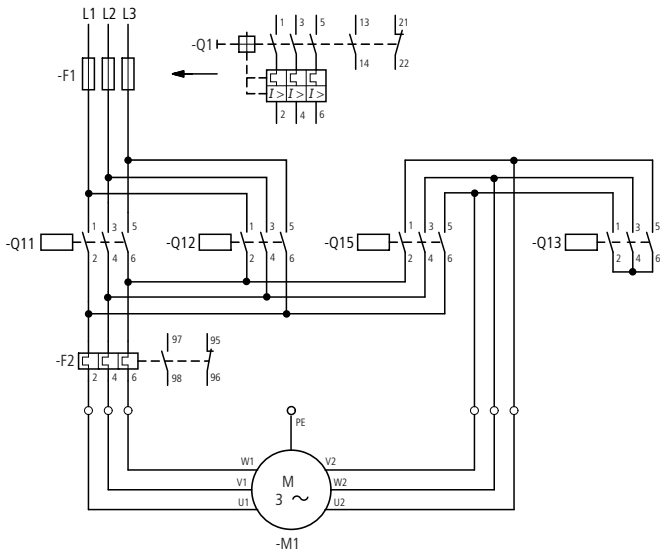 L1 L2 L3
-Q1
1 3 5 13 21
14 22
I> I> I>
2 4 6
-F1
-Q11
1 3 5
2 4 6
-Q12
1 3 5
2 4 6
-Q15
1 3 5
2 4 6
-Q13
1 3 5
2 4 6
-F2
2 4 6
97 95
98 96
PE
W1 V2
V1 W2
U1 U2
M
3 ~
-M1